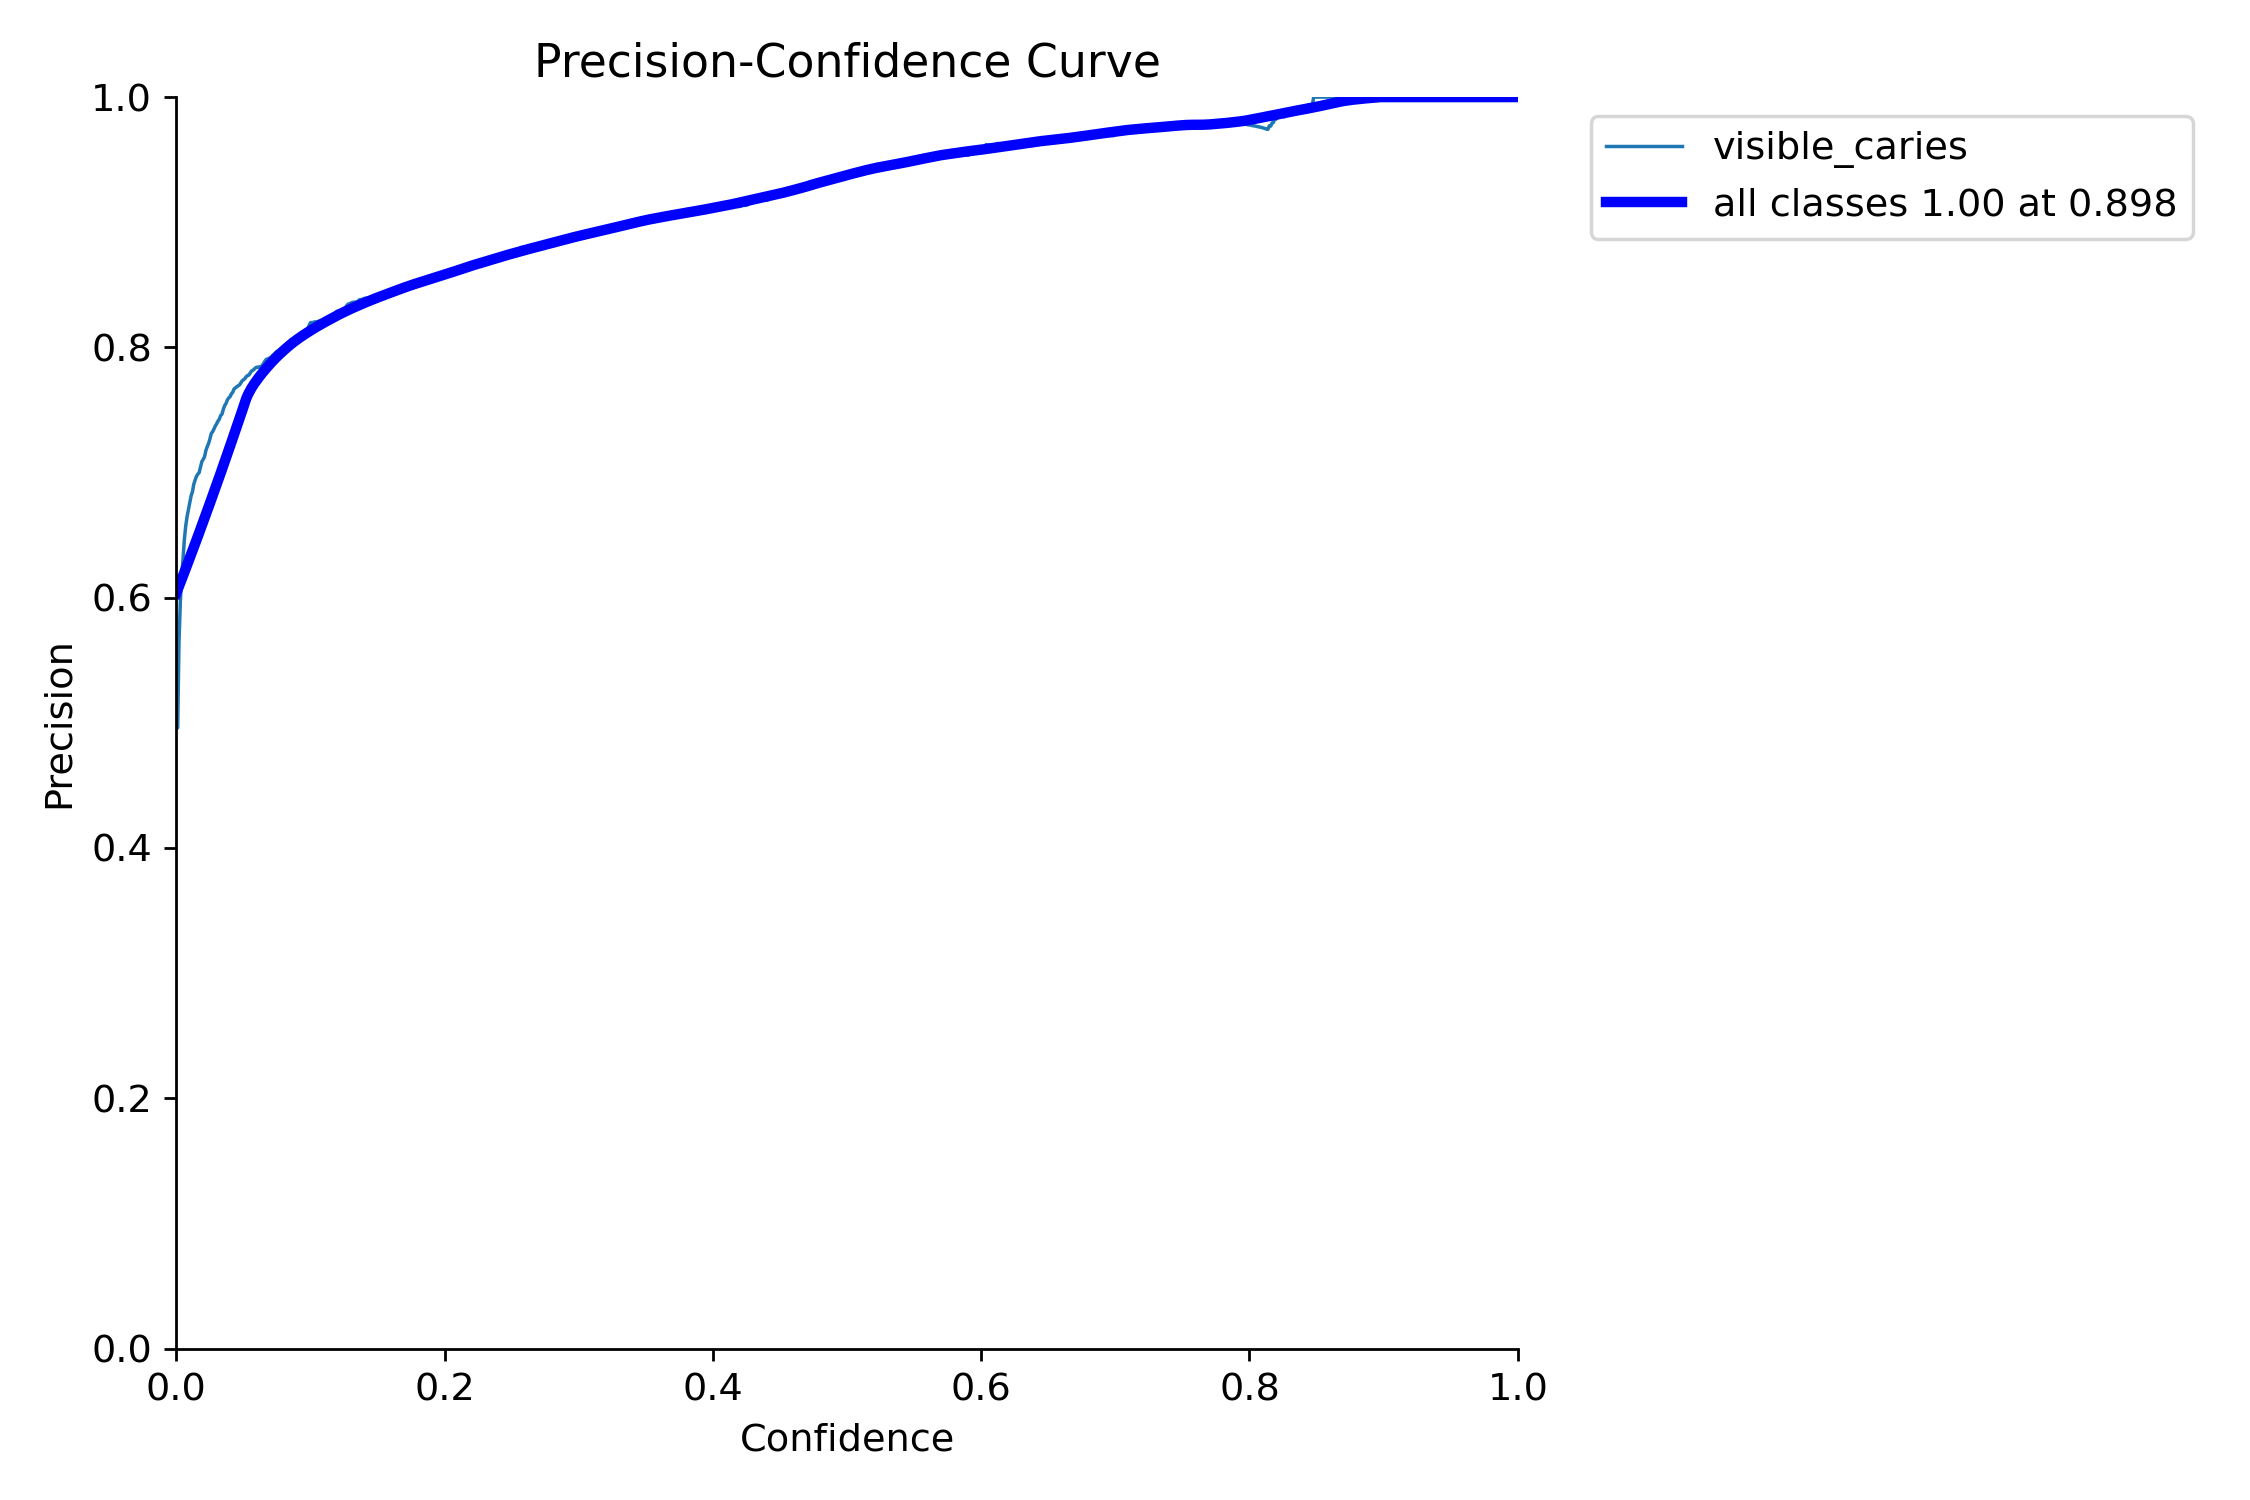 Precision-Confidence Curve
1.0
0.8
0.6
0.4
0.2
0.0
Precision
0.0 0.2 0.4 0.6 0.8 1.0
Confidence
visible_caries
all classes 1.00 at 0.898